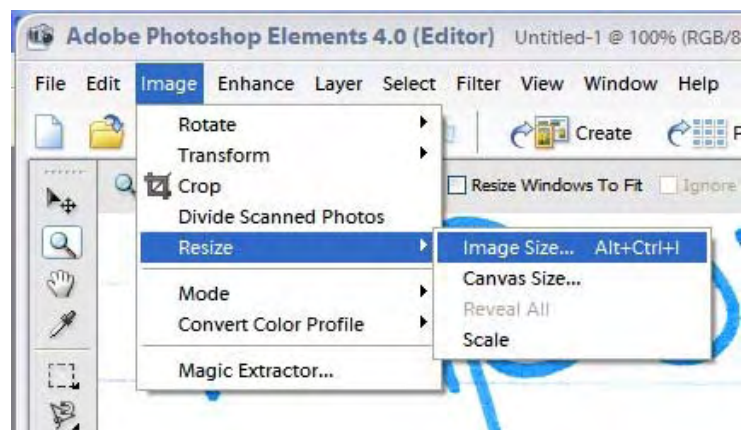 Adobe Photoshop Elements 4.0 (Editor) Untitled-1 @ 100% (RGB/8
File Edit Image Enhance Layer Select Filter View Window Help
Create
Rotate
Transform
Crop
Divide Scanned Photos
Resize
Mode
Convert Color Profile
Magic Extractor...
Resize Windows To Fit Ignore
Image Size... Alt+Ctrl+I
Canvas Size...
Reveal All
Scale